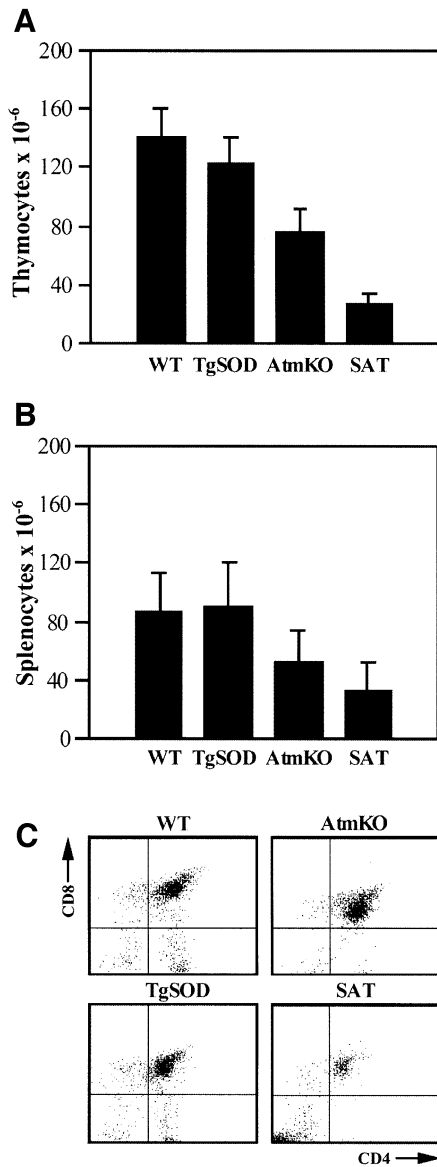 A
Thymocytes x 10-6
200
160
120
80
40
0
WT TgSOD AtmKO SAT
B
Splenocytes x 10-6
200
160
120
80
40
0
WT TgSOD AtmKO SAT
C
WT AtmKO
CD8
TgSOD SAT
CD4